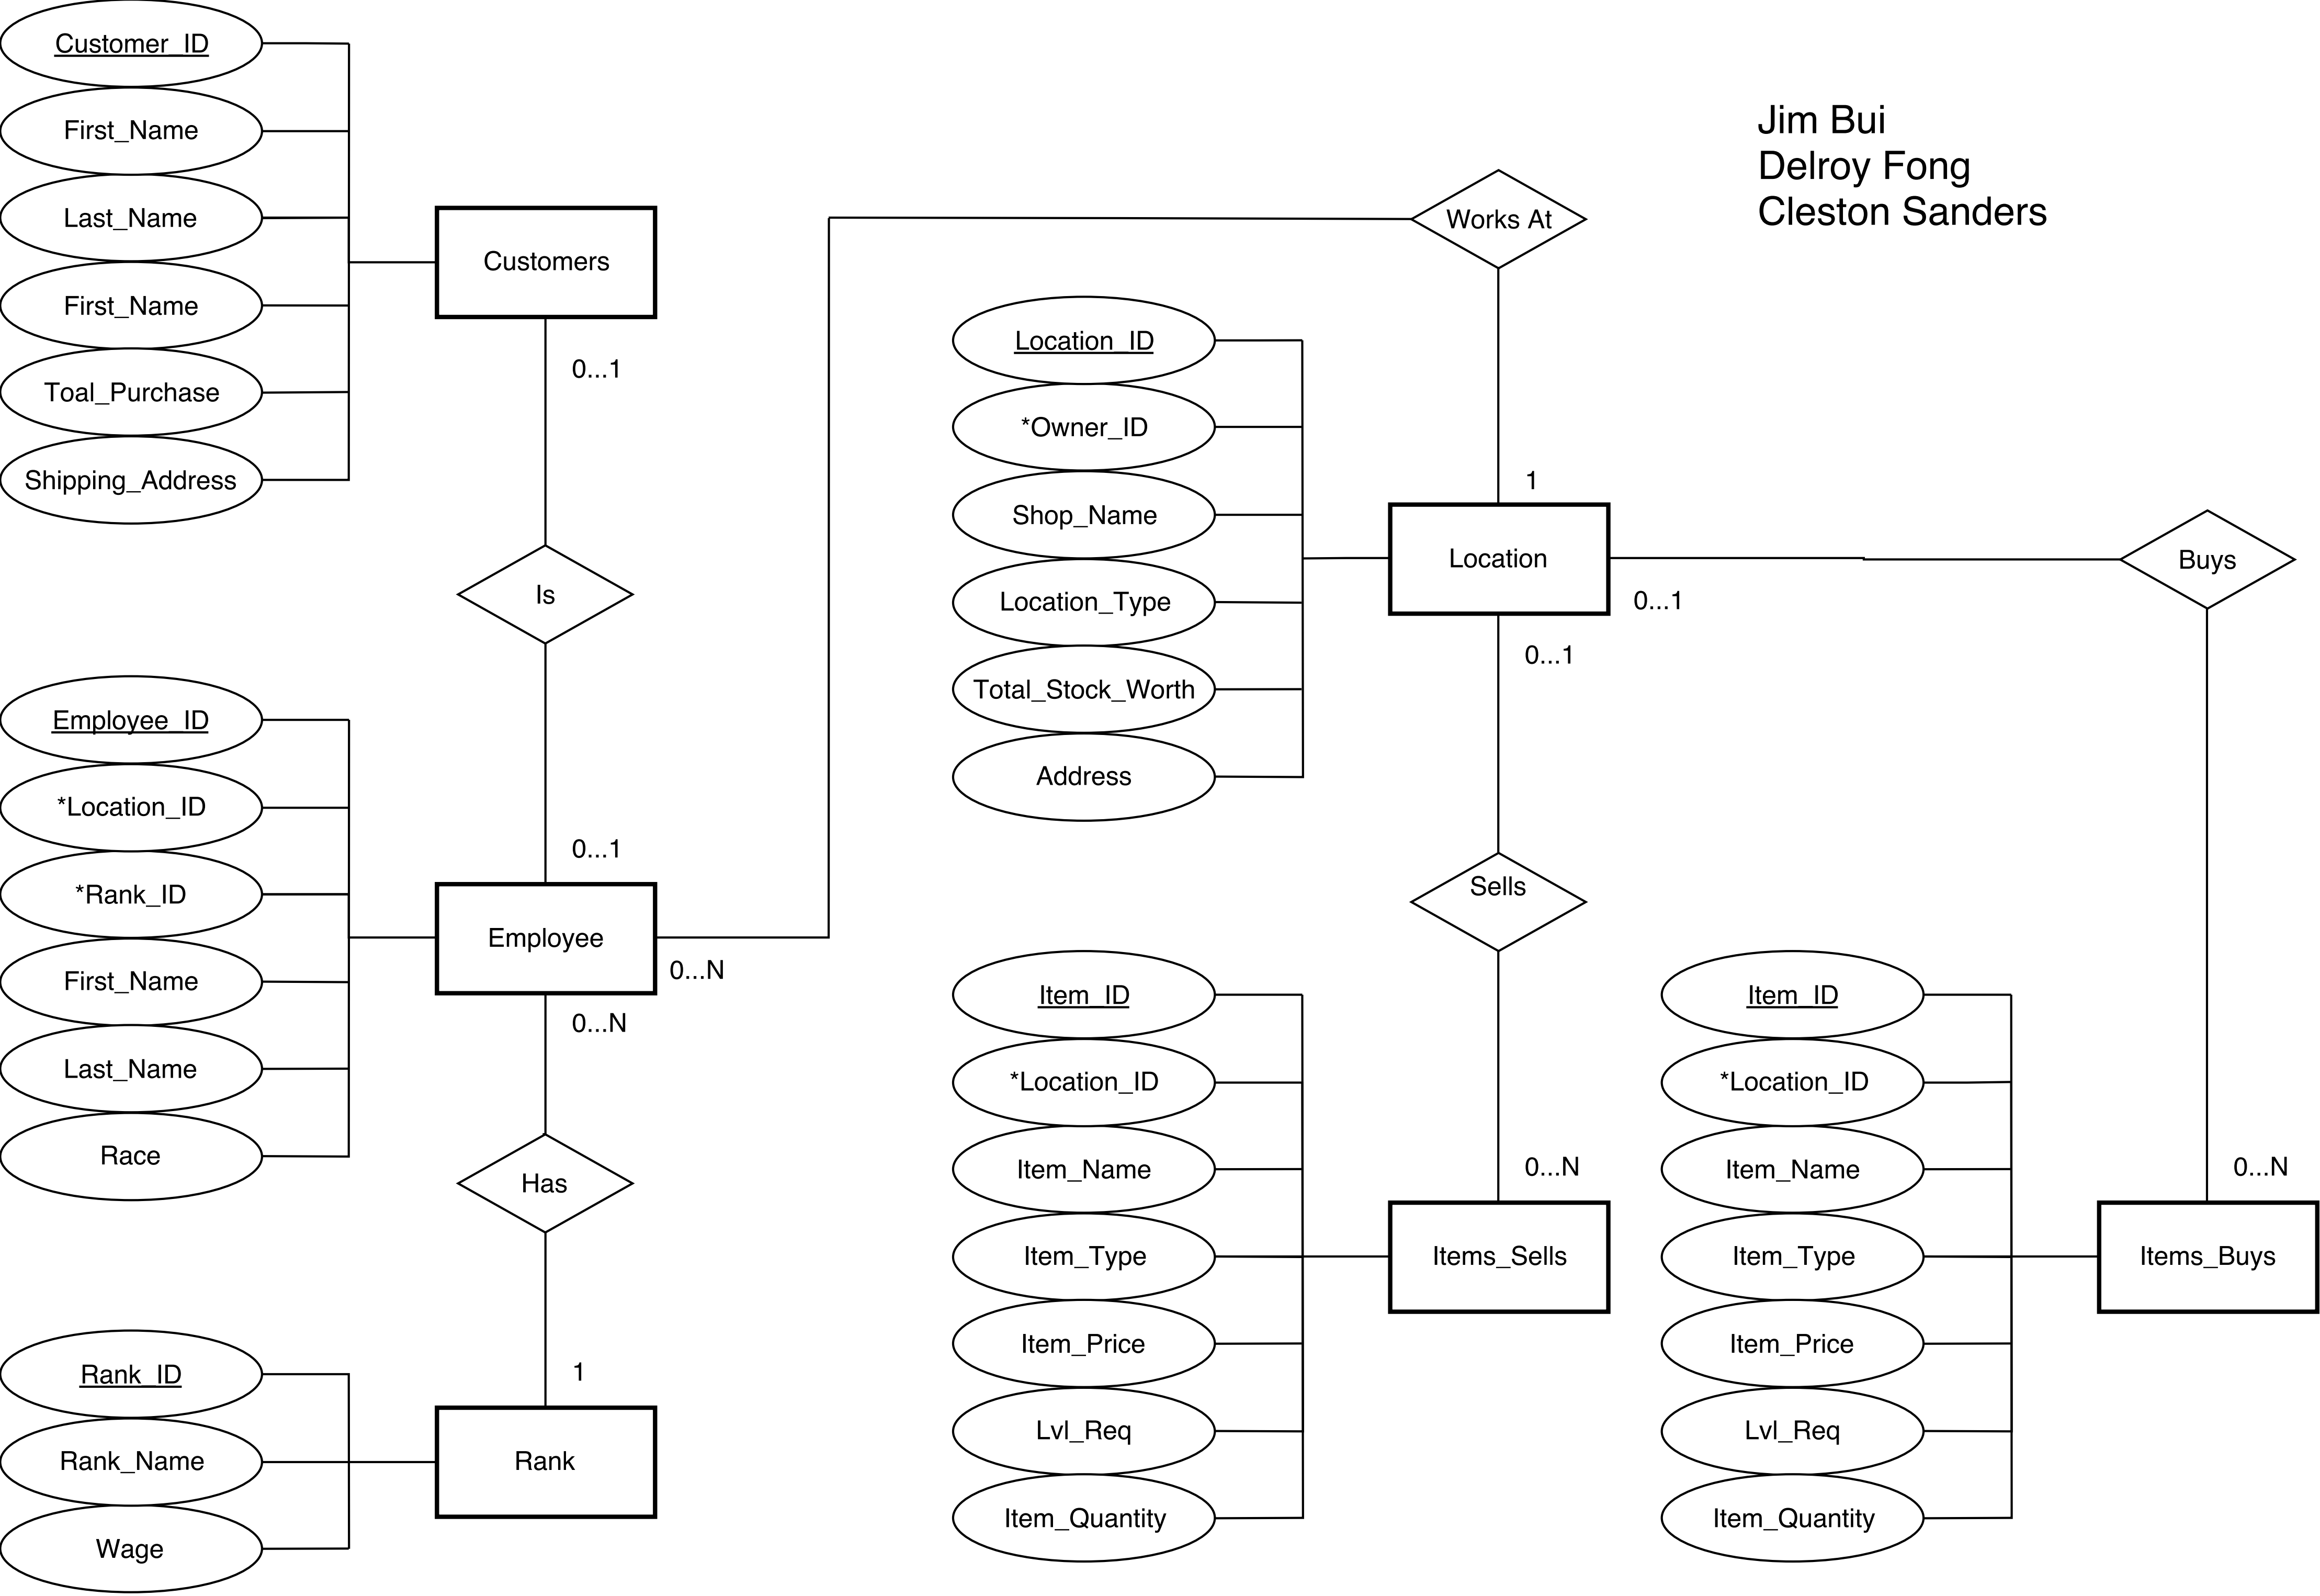 Customer_ID
First_Name
Last_Name
First_Name
Toal_Purchase
Shipping_Address
Customers
0...1
Is
0...1
Employee_ID
*Location_ID
*Rank_ID
First_Name
Last_Name
Race
Employee
0...N
0...N
Has
1
Rank_ID
Rank_Name
Wage
Rank
Jim Bui
Delroy Fong
Cleston Sanders
Works At
1
Location_ID
*Owner_ID
Shop_Name
Location_Type
Total_Stock_Worth
Address
Location
0...1
0...1
Buys
Sells
Item_ID
*Location_ID
Item_Name
Item_Type
Item_Price
Lvl_Req
Item_Quantity
0...N
Items_Sells
Item_ID
*Location_ID
Item_Name
Item_Type
Item_Price
Lvl_Req
Item_Quantity
0...N
Items_Buys